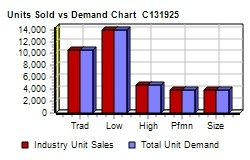 Units Sold vs Demand Chart C131925
14,000
12,000
10,000
8,000
6,000
4,000
2,000
0
Trad Low High Pfmn Size
Industry Unit Sales Total Unit Demand